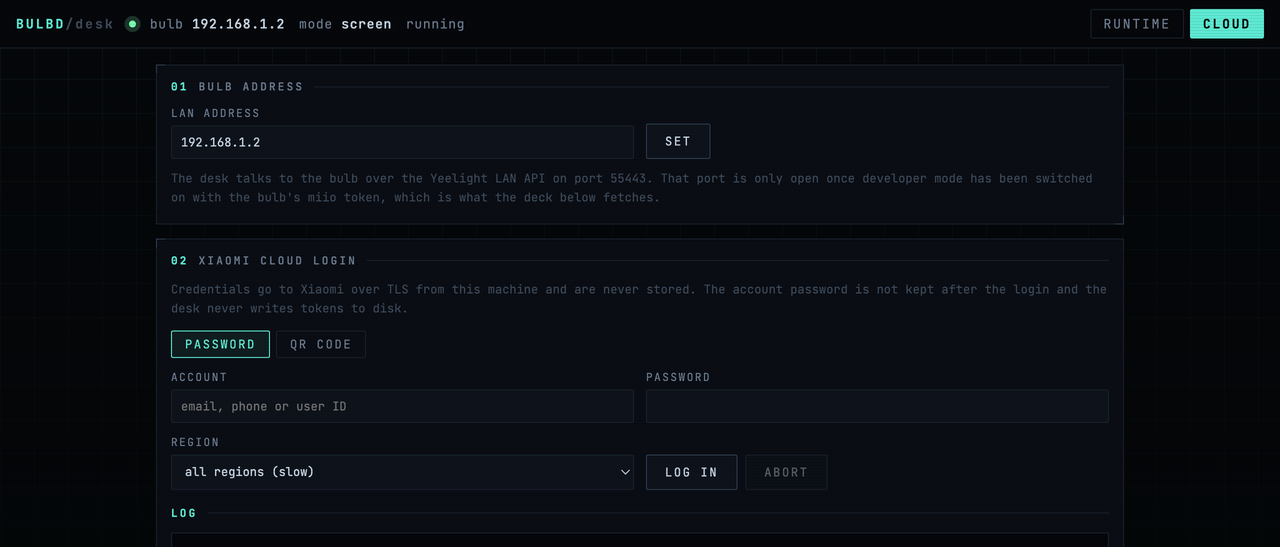 BULBD/desk bulb 192.168.1.2 mode screen running RUNTIME CLOUD
01 BULB ADDRESS
LAN ADDRESS
192.168.1.2 SET
The desk talks to the bulb over the Yeelight LAN API on port 55443. That port is only open once developer mode has been switched
on with the bulb's miio token, which is what the deck below fetches.
02 XIAOMI CLOUD LOGIN
Credentials go to Xiaomi over TLS from this machine and are never stored. The account password is not kept after the login and the
desk never writes tokens to disk.
PASSWORD QR CODE
ACCOUNT PASSWORD
email, phone or user ID
REGION
all regions (slow) LOG IN ABORT
LOG